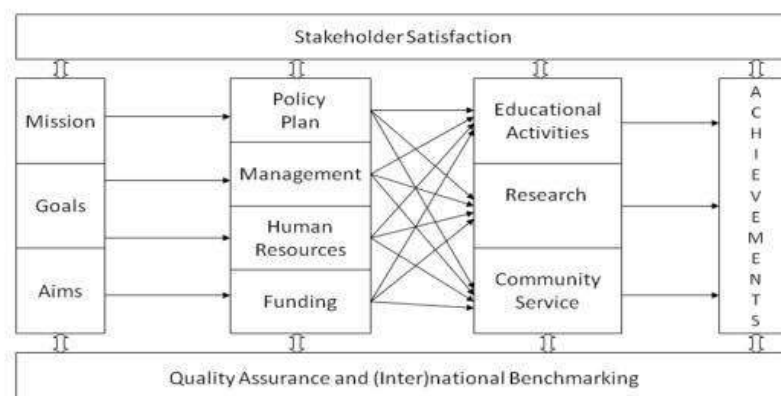 Stakeholder Satisfaction
Mission
Goals
Aims
Policy
Plan
Management
Human
Resources
Funding
Educational
Activities
Research
Community
Service
A
C
H
I
E
V
E
M
E
N
T
S
Quality Assurance and (Inter)national Benchmarking